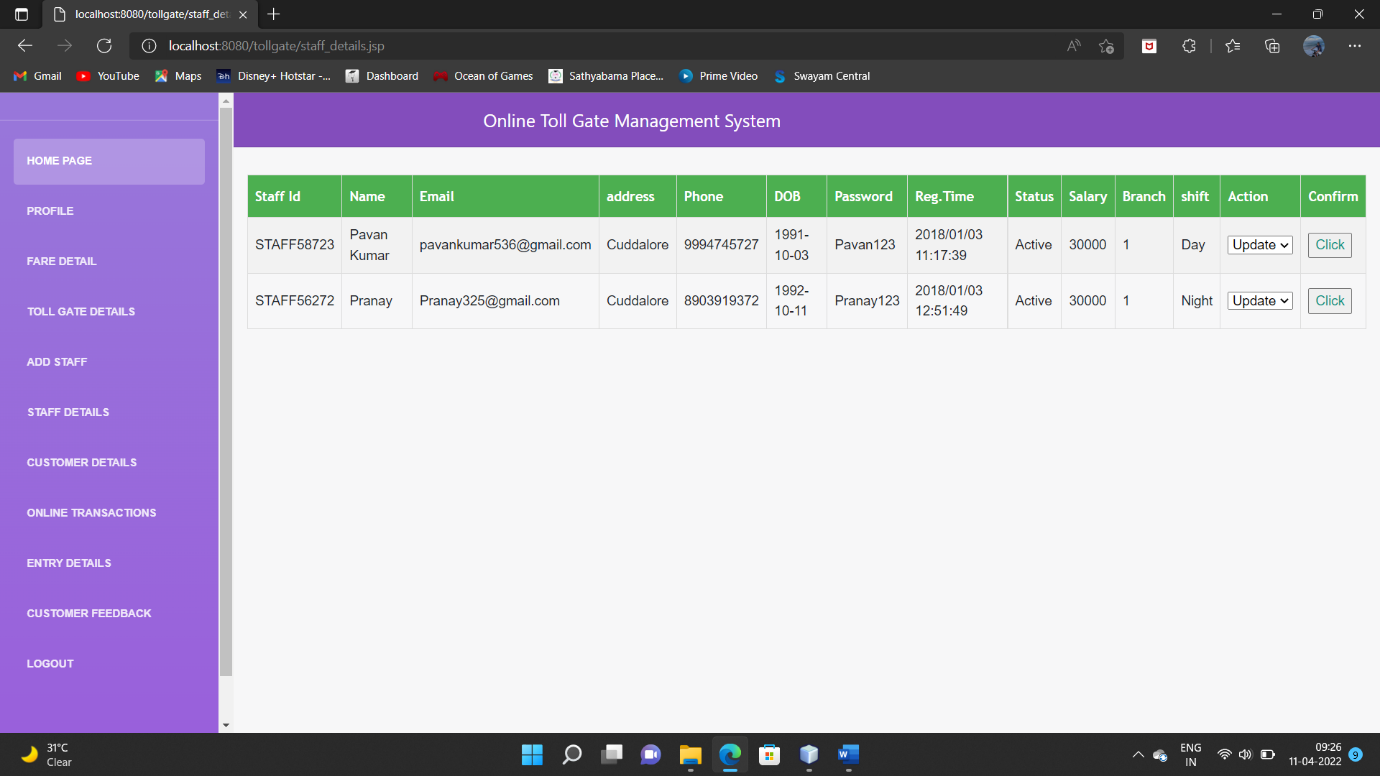 localhost:8080/tollgate/staff_det
localhost:8080/tollgate/staff_details.jsp
Gmail YouTube Maps Disney+ Hotstar -... Dashboard Ocean of Games Sathyabama Place... Prime Video Swayam Central
Online Toll Gate Management System
HOME PAGE
PROFILE
FARE DETAIL
TOLL GATE DETAILS
ADD STAFF
STAFF DETAILS
CUSTOMER DETAILS
ONLINE TRANSACTIONS
ENTRY DETAILS
CUSTOMER FEEDBACK
LOGOUT
Staff Id Name Email address Phone DOB Password Reg.Time Status Salary Branch shift Action Confirm
STAFF58723 Pavan Kumar pavankumar536@gmail.com Cuddalore 9994745727 1991-10-03 Pavan123 2018/01/03 11:17:39 Active 30000 1 Day Update Click
STAFF56272 Pranay Pranay325@gmail.com Cuddalore 8903919372 1992-10-11 Pranay123 2018/01/03 12:51:49 Active 30000 1 Night Update Click
31°C
Clear
ENG
IN
09:26
11-04-2022
9